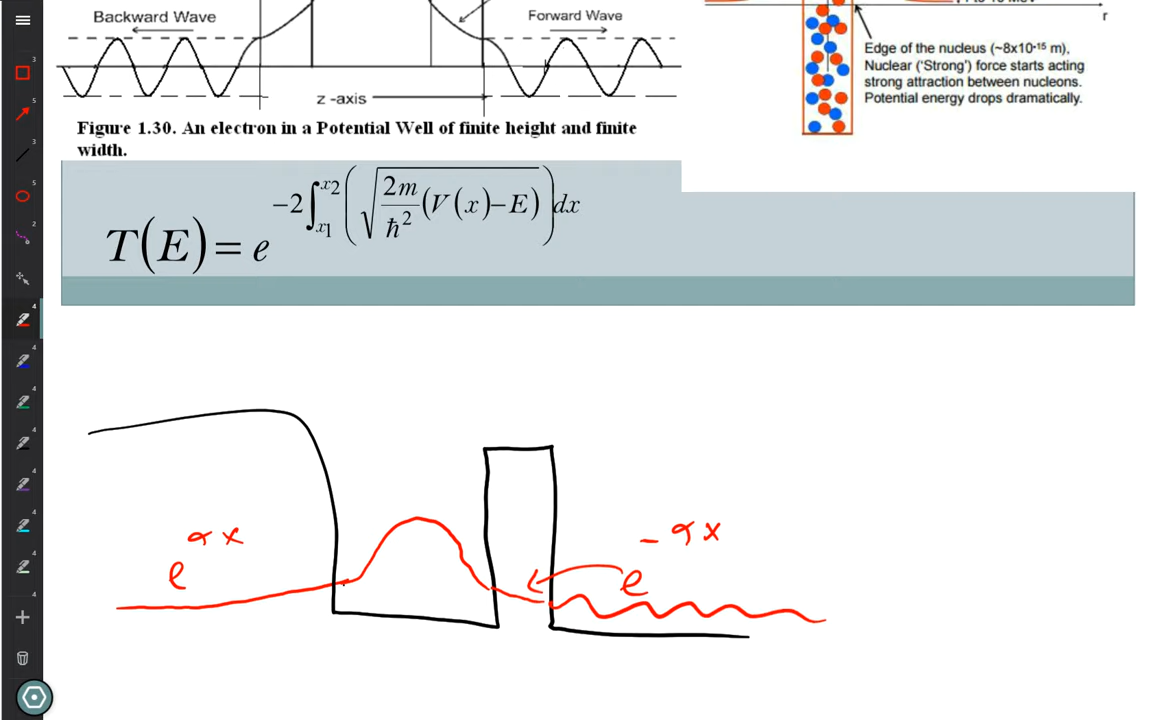 Backward Wave
Forward Wave
z -axis
Figure 1.30. An electron in a Potential Well of finite height and finite
width.
r
Edge of the nucleus (~8x10-15 m),
Nuclear ('Strong') force starts acting
strong attraction between nucleons.
Potential energy drops dramatically.
T(E) = e^{-2∫_{x1}^{x2}(√(2m/ħ²(V(x)–E)))dx}
e^{σx}
e^{-σx}